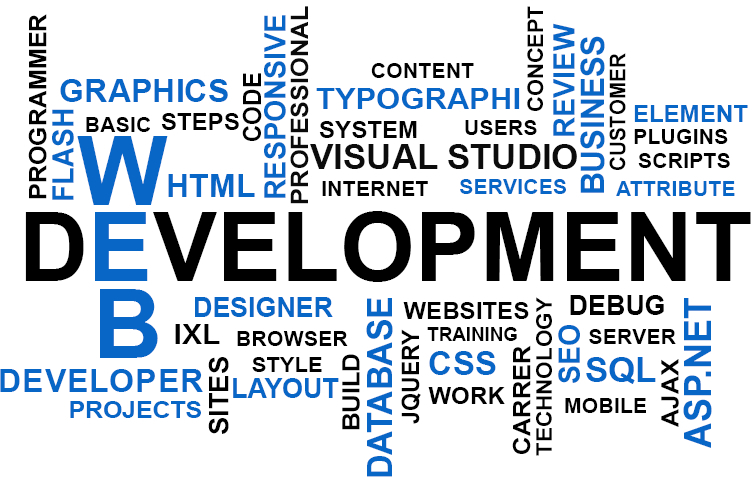 PROGRAMMER
FLASH
GRAPHICS
BASIC
STEPS
CODE
RESPONSIVE
PROFESSIONAL
HTML
CONTENT
TYPOGRAPHI
SYSTEM
USERS
VISUAL STUDIO
INTERNET
SERVICES
CONCEPT
REVIEW
BUSINESS
CUSTOMER
ELEMENT
PLUGINS
SCRIPTS
ATTRIBUTE
WEB
DEVELOPMENT
DESIGNER
IXL
BROWSER
STYLE
DEVELOPER
LAYOUT
PROJECTS
SITES
BUILD
DATABASE
JQUERY
WEBSITES
TRAINING
CSS
WORK
CARRER
TECHNOLOGY
SEO
DEBUG
SERVER
SQL
MOBILE
AJAX
ASP.NET